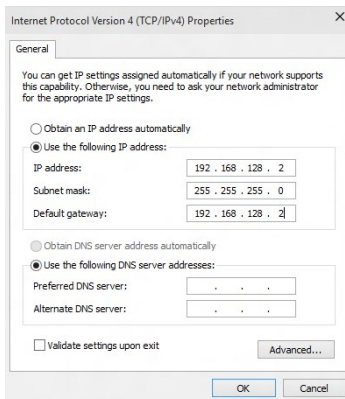 Internet Protocol Version 4 (TCP/IPv4) Properties
General
You can get IP settings assigned automatically if your network supports
this capability. Otherwise, you need to ask your network administrator
for the appropriate IP settings.
Obtain an IP address automatically
Use the following IP address:
IP address: 192 . 168 . 128 . 2
Subnet mask: 255 . 255 . 255 . 0
Default gateway: 192 . 168 . 128 . 2
Obtain DNS server address automatically
Use the following DNS server addresses:
Preferred DNS server: . . .
Alternate DNS server: . . .
Validate settings upon exit
Advanced...
OK Cancel